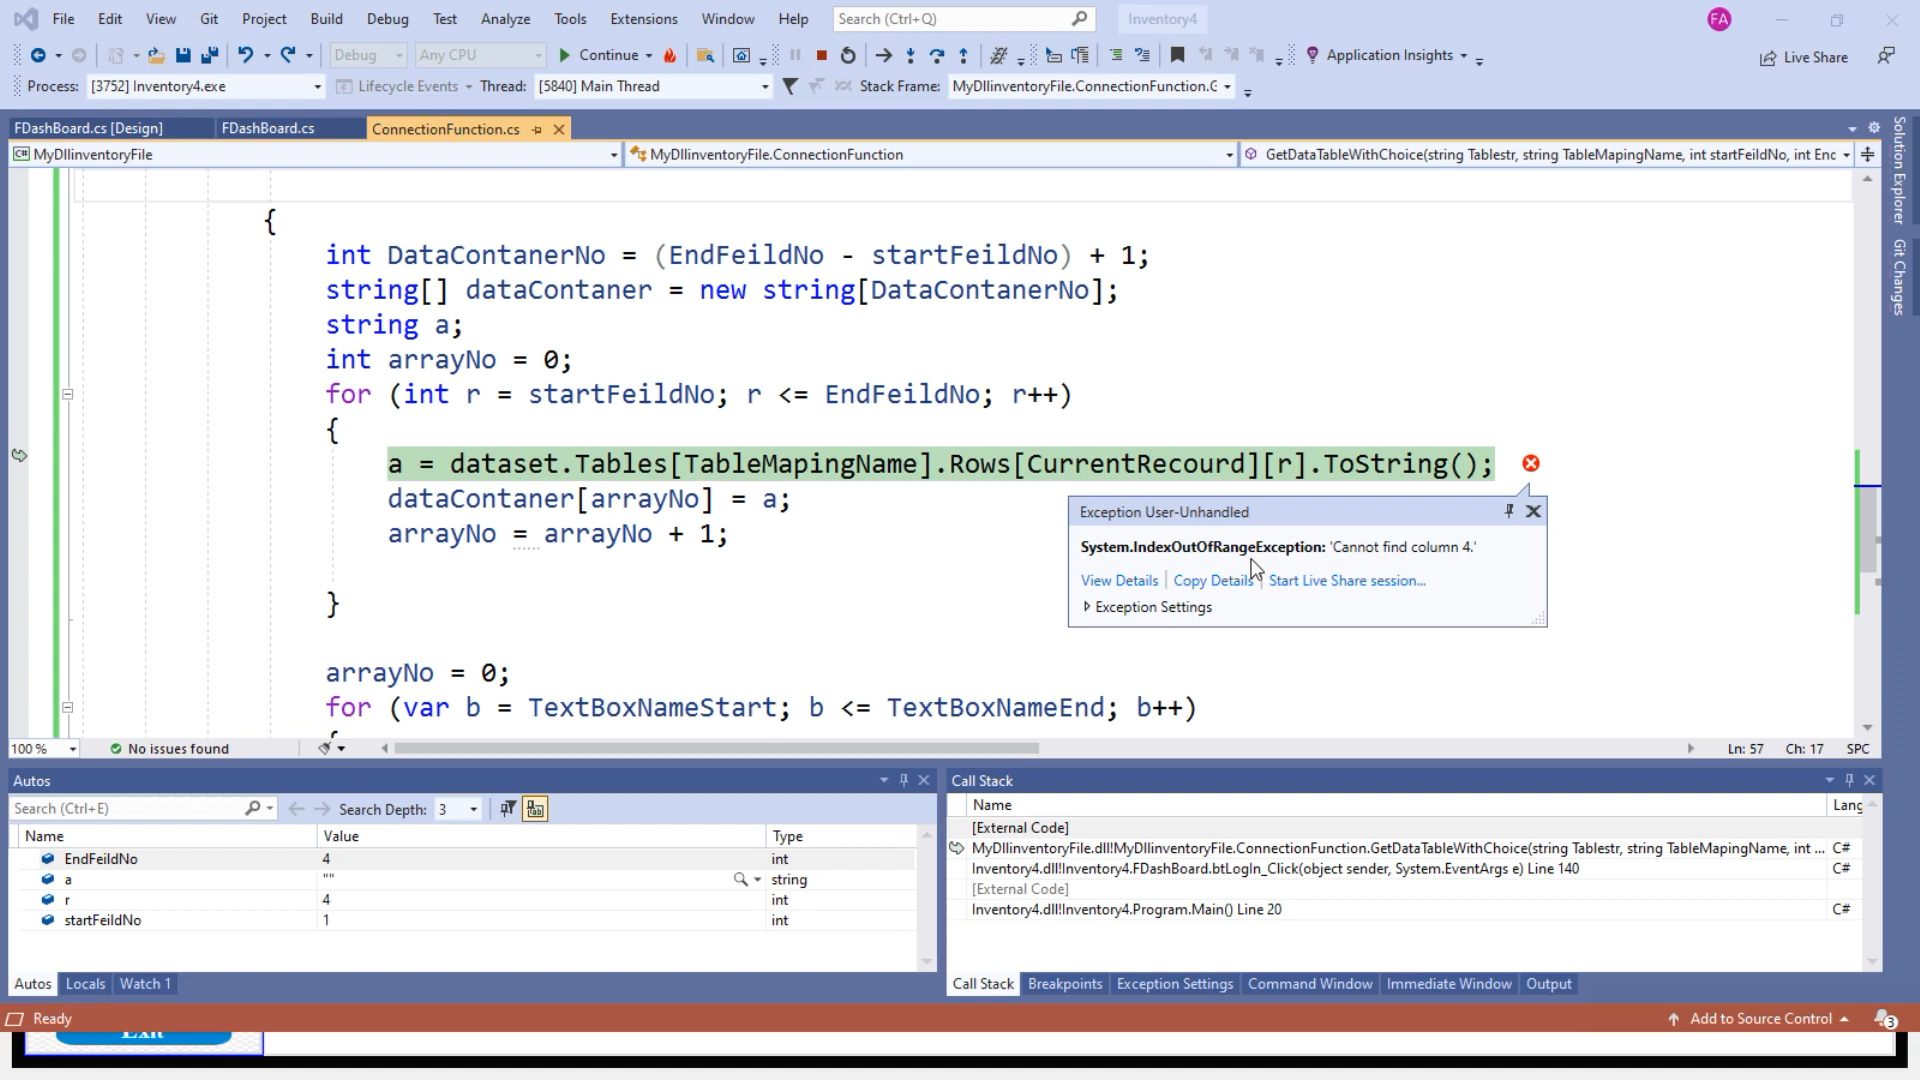 File Edit View Git Project Build Debug Test Analyze Tools Extensions Window Help Search (Ctrl+Q) Inventory4 FA
Debug Any CPU Continue Application Insights Live Share
Process: [3752] Inventory4.exe Lifecycle Events Thread: [5840] Main Thread Stack Frame: MyDllinventoryFile.ConnectionFunction.G
FDashBoard.cs [Design] FDashBoard.cs ConnectionFunction.cs
MyDllinventoryFile MyDllinventoryFile.ConnectionFunction GetDataTableWithChoice(string Tablestr, string TableMapingName, int startFeildNo, int Enc
Solution Explorer
Git Changes
{
int DataContanerNo = (EndFeildNo - startFeildNo) + 1;
string[] dataContaner = new string[DataContanerNo];
string a;
int arrayNo = 0;
for (int r = startFeildNo; r <= EndFeildNo; r++)
{
a = dataset.Tables[TableMapingName].Rows[CurrentRecourd][r].ToString();
dataContaner[arrayNo] = a;
arrayNo = arrayNo + 1;
}
Exception User-Unhandled
System.IndexOutOfRangeException: 'Cannot find column 4.'
View Details Copy Details Start Live Share session...
Exception Settings
arrayNo = 0;
for (var b = TextBoxNameStart; b <= TextBoxNameEnd; b++)
{
100 % No issues found Ln: 57 Ch: 17 SPC
Autos
Search (Ctrl+E) Search Depth: 3
Name Value Type
EndFeildNo 4 int
a "" string
r 4 int
startFeildNo 1 int
Autos Locals Watch 1
Call Stack
Name Lang
[External Code]
MyDllinventoryFile.dll!MyDllinventoryFile.ConnectionFunction.GetDataTableWithChoice(string Tablestr, string TableMapingName, int ... C#
Inventory4.dll!Inventory4.FDashBoard.btLogIn_Click(object sender, System.EventArgs e) Line 140 C#
[External Code]
Inventory4.dll!Inventory4.Program.Main() Line 20 C#
Call Stack Breakpoints Exception Settings Command Window Immediate Window Output
Ready Add to Source Control 3
Exit